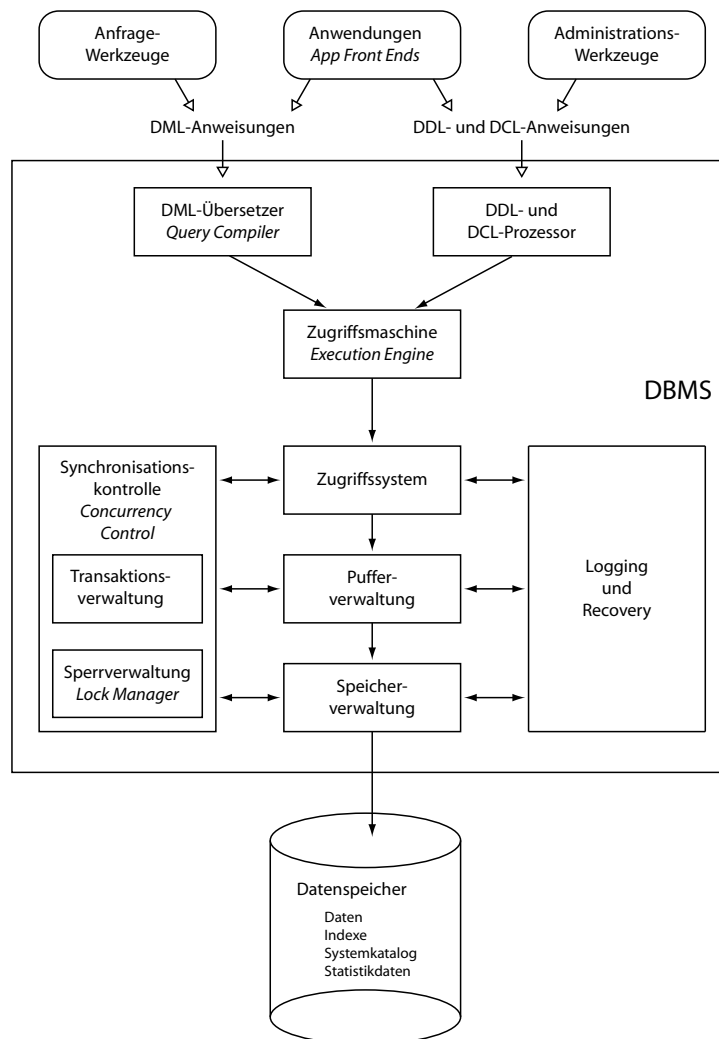 Anfrage-
Werkzeuge
Anwendungen
App Front Ends
Administrations-
Werkzeuge
DML-Anweisungen
DDL- und DCL-Anweisungen
DML-Übersetzer
Query Compiler
DDL- und
DCL-Prozessor
Zugriffsmaschine
Execution Engine
DBMS
Synchronisations-
kontrolle
Concurrency
Control
Transaktions-
verwaltung
Sperrverwaltung
Lock Manager
Zugriffssystem
Puffer-
verwaltung
Speicher-
verwaltung
Logging
und
Recovery
Datenspeicher
Daten
Indexe
Systemkatalog
Statistikdaten